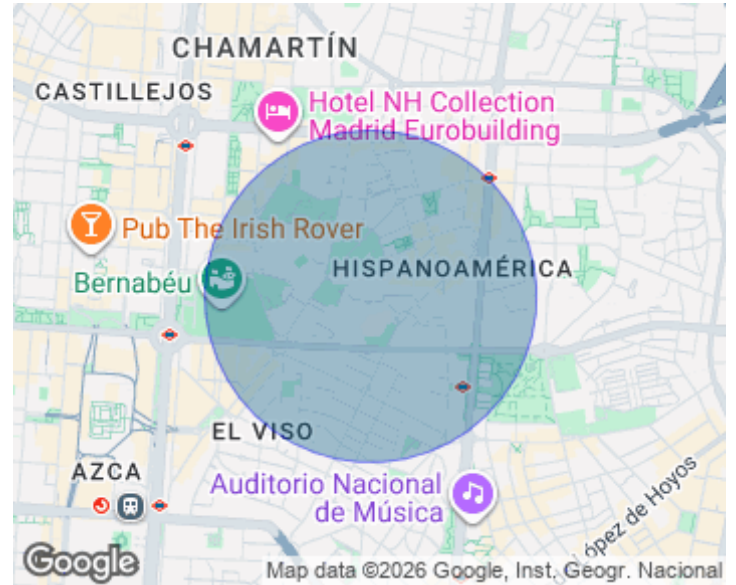 CHAMARTÍN
CASTILLEJOS
Hotel NH Collection
Madrid Eurobuilding
Pub The Irish Rover
HISPANOAMÉRICA
Bernabéu
EL VISO
AZCA
Auditorio Nacional
de Música
ópez de Hoyos
Google
Map data ©2026 Google, Inst. Geogr. Nacional